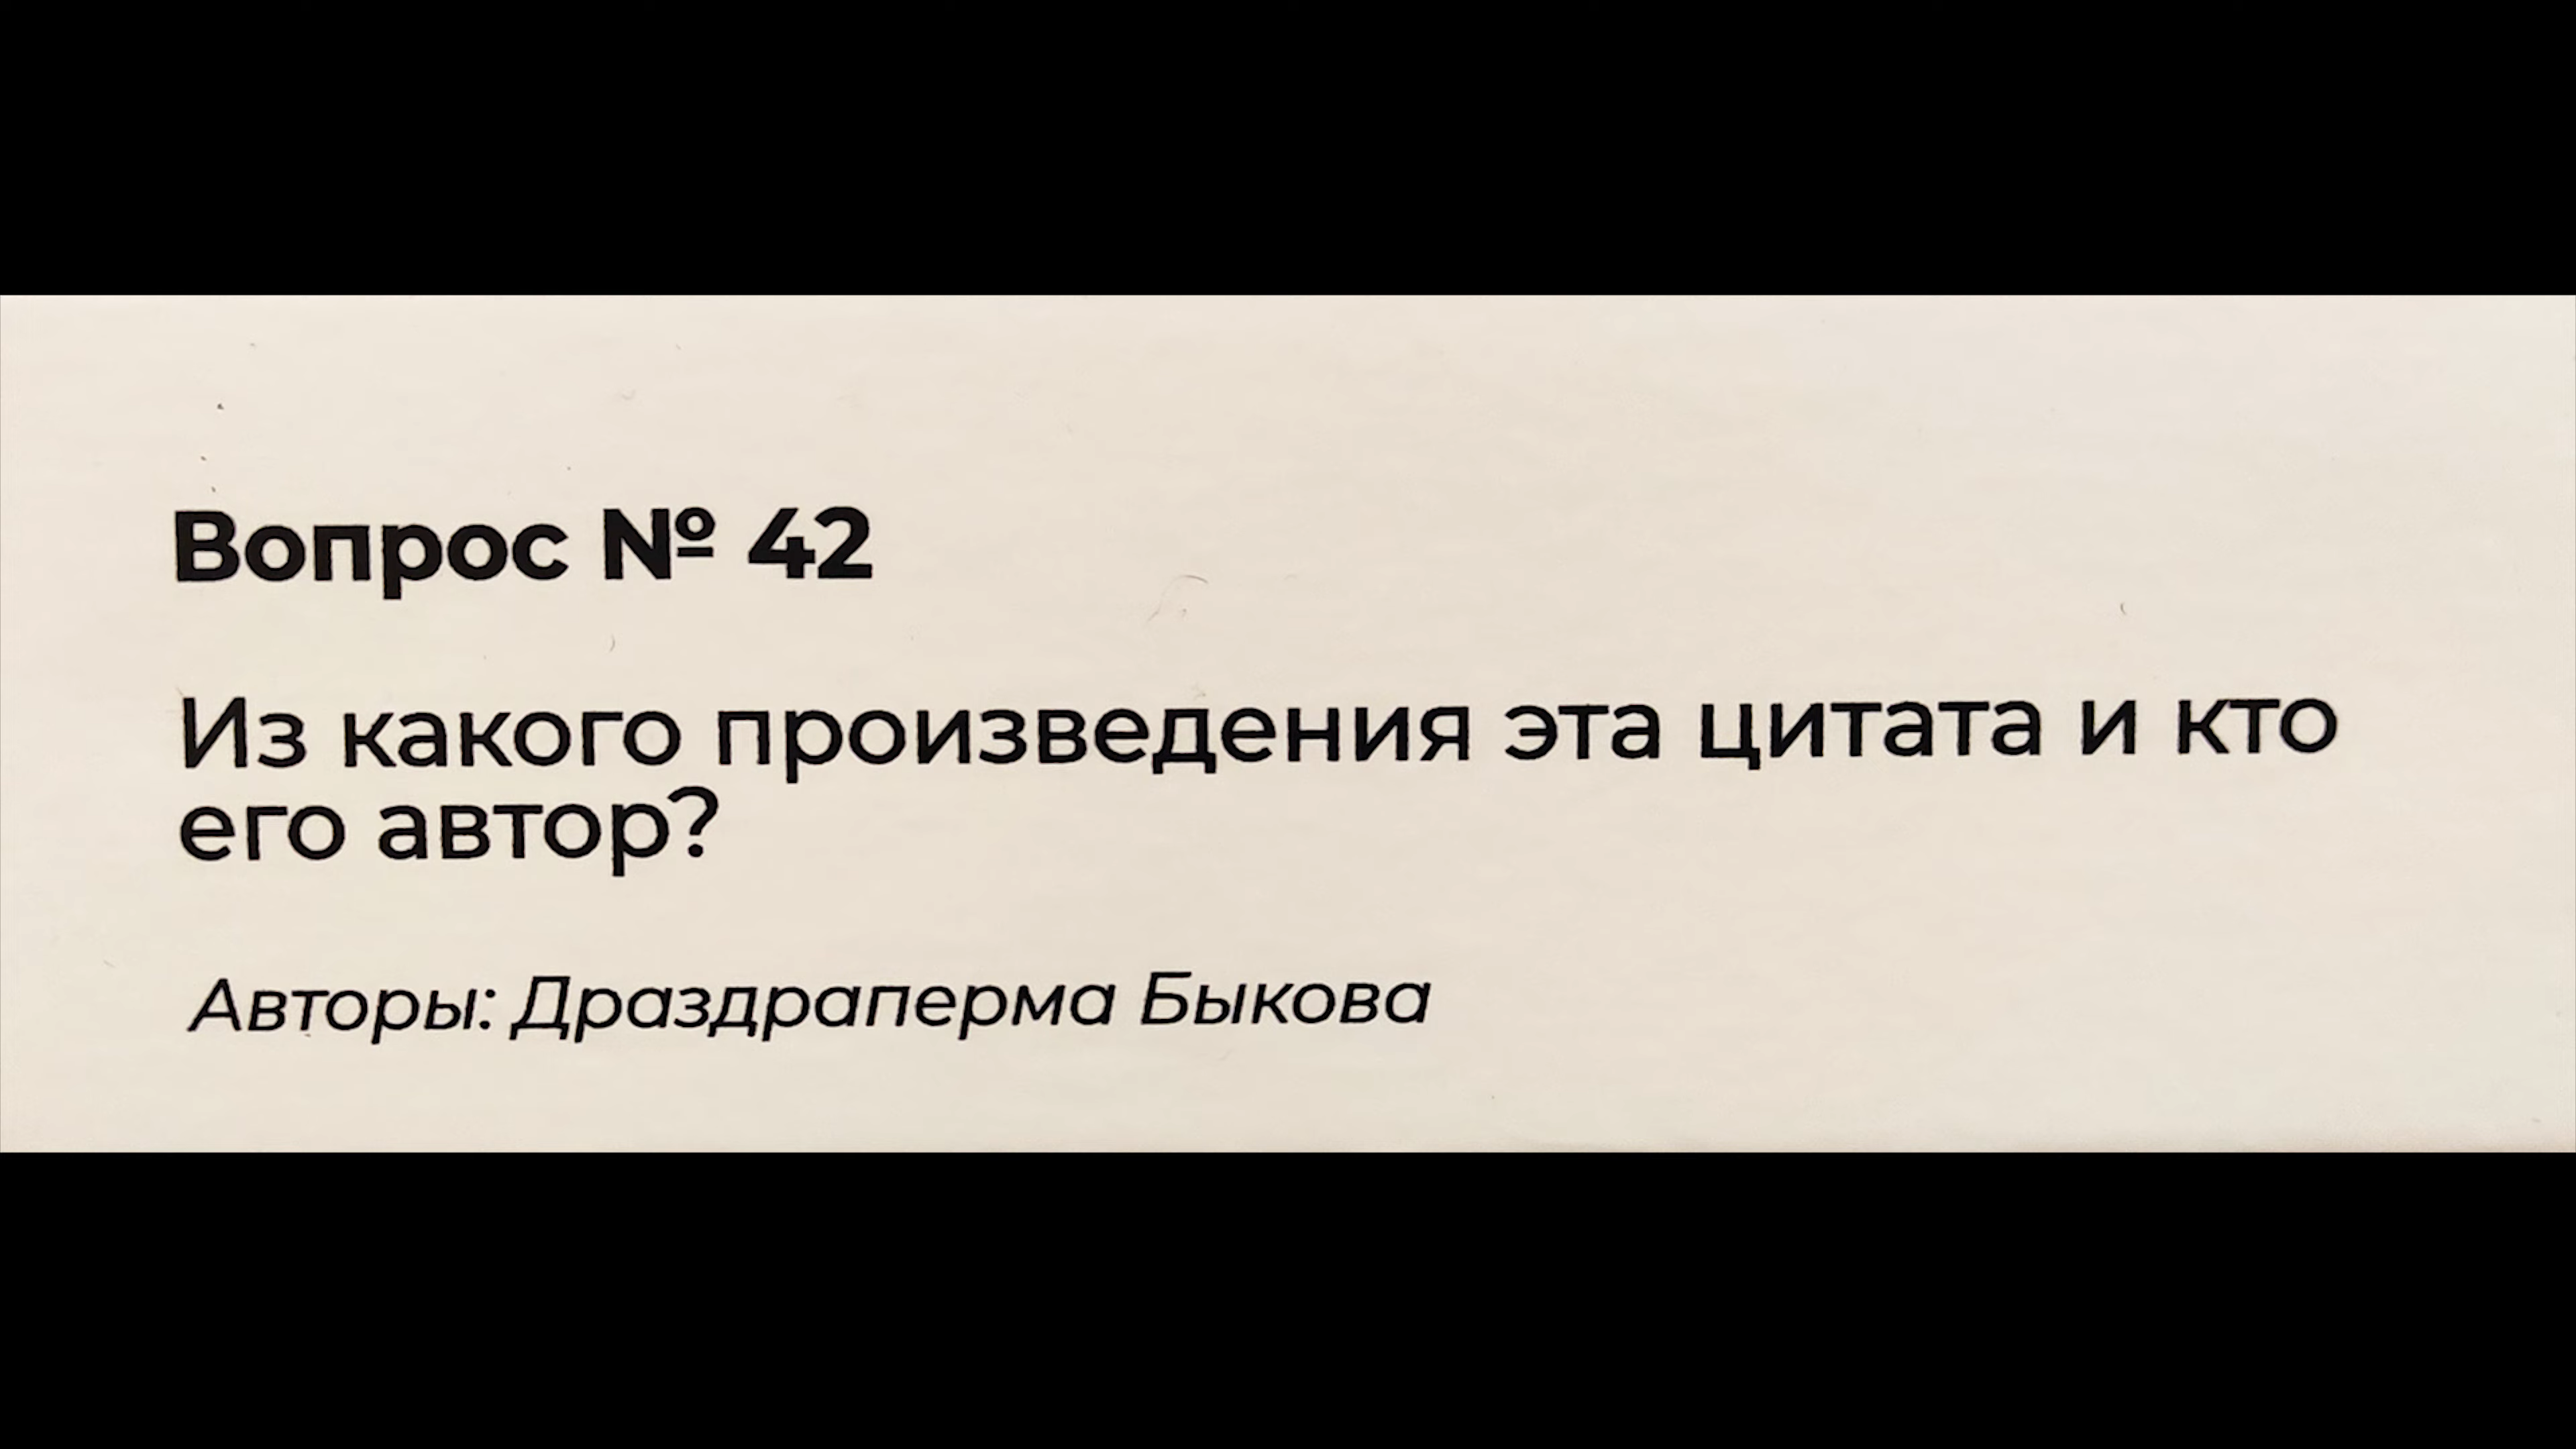 Вопрос № 42
Из какого произведения эта цитата и кто
его автор?
Авторы: Драздраперма Быкова